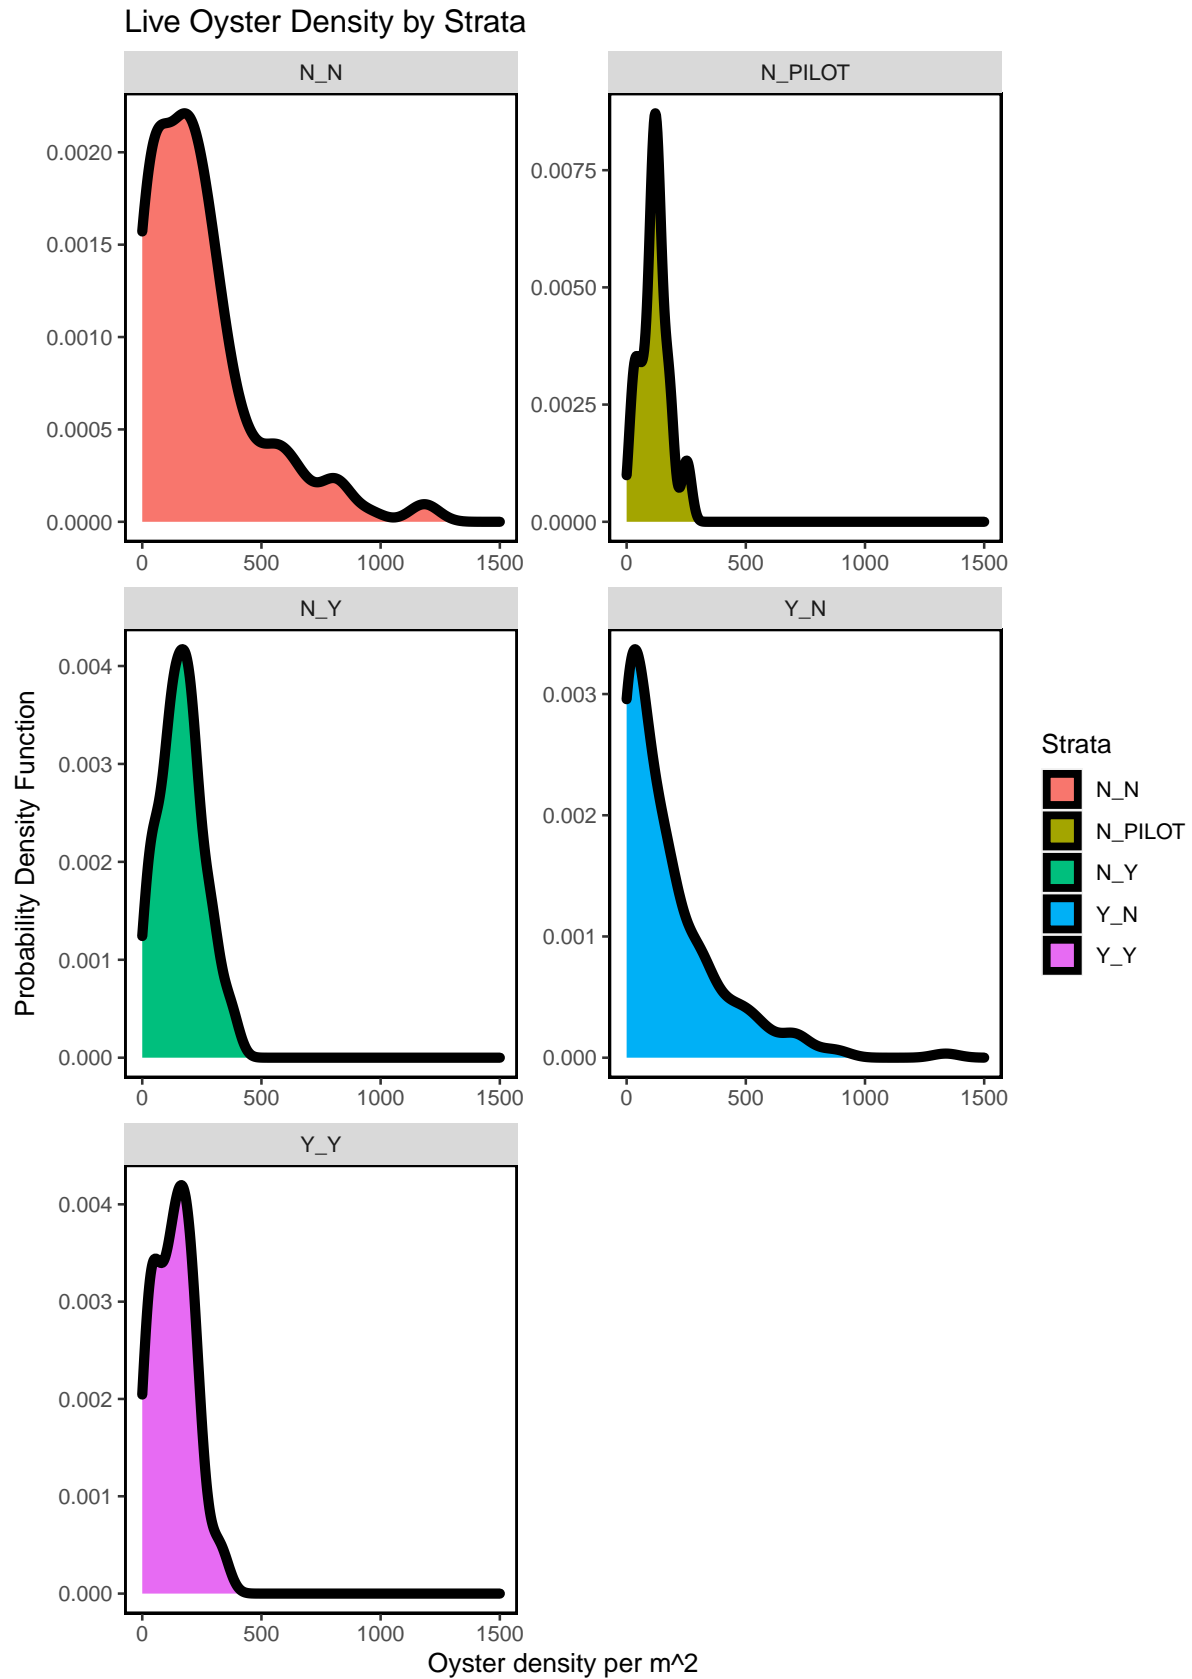 Live Oyster Density by Strata
N_N
N_PILOT
0.0020
0.0015
0.0010
0.0005
0.0000
0.0075
0.0050
0.0025
0.0000
0 500 1000 1500
0 500 1000 1500
N_Y
Y_N
0.004
0.003
0.002
0.001
0.000
0.003
0.002
0.001
0.000
0 500 1000 1500
0 500 1000 1500
Y_Y
0.004
0.003
0.002
0.001
0.000
0 500 1000 1500
Probability Density Function
Oyster density per m^2
Strata
N_N
N_PILOT
N_Y
Y_N
Y_Y